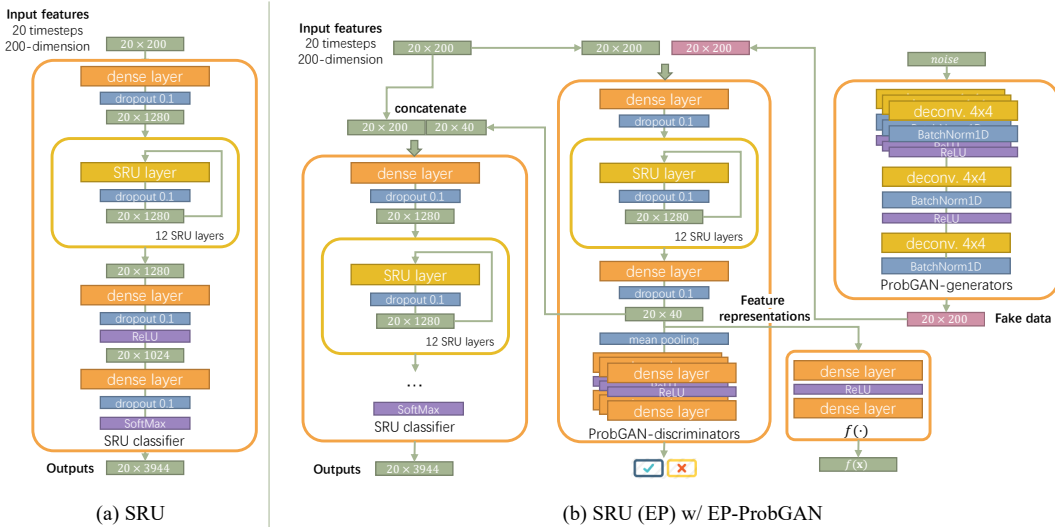 Input features
20 timesteps
200-dimension
20 × 200
dense layer
dropout 0.1
20 × 1280
SRU layer
dropout 0.1
20 × 1280
12 SRU layers
20 × 1280
dense layer
dropout 0.1
ReLU
20 × 1024
dense layer
dropout 0.1
SoftMax
SRU classifier
Outputs
20 × 3944
(a) SRU
Input features
20 timesteps
200-dimension
20 × 200
concatenate
20 × 200
20 × 40
dense layer
dropout 0.1
20 × 1280
SRU layer
dropout 0.1
20 × 1280
12 SRU layers
...
SoftMax
SRU classifier
Outputs
20 × 3944
20 × 200
20 × 200
dense layer
dropout 0.1
SRU layer
dropout 0.1
20 × 1280
12 SRU layers
dense layer
dropout 0.1
20 × 40
Feature
representations
mean pooling
dense layer
ReLU
ReLU
dense layer
ProbGAN-discriminators
noise
deconv. 4x4
BatchNorm1D
ReLU
ReLU
deconv. 4x4
BatchNorm1D
ReLU
deconv. 4x4
BatchNorm1D
ProbGAN-generators
20 × 200
Fake data
dense layer
ReLU
dense layer
f(·)
f(x)
(b) SRU (EP) w/ EP-ProbGAN